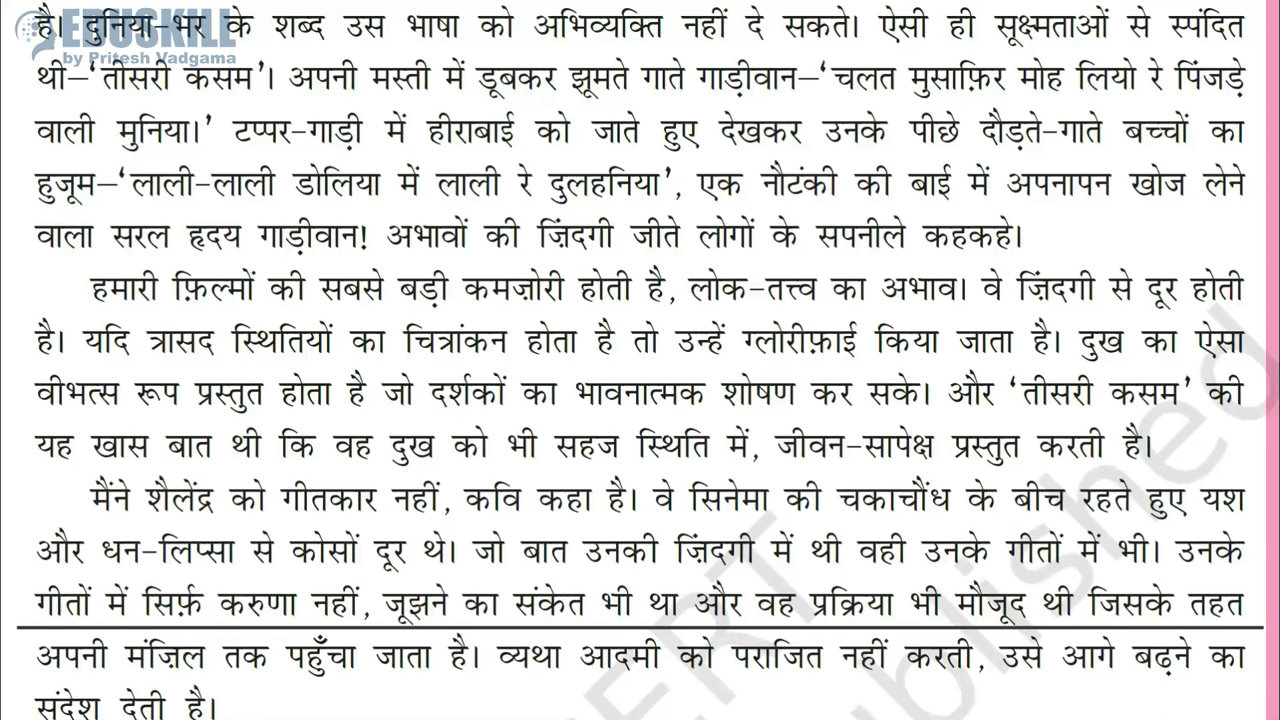 है। दुनिया-भर के शब्द उस भाषा को अभिव्यक्ति नहीं दे सकते। ऐसी ही सूक्ष्मताओं से स्पंदित
EDUSKILL
by Pritesh Vadgama
थी—‘तीसरी कसम’। अपनी मस्ती में डूबकर झूमते गाते गाड़ीवान—‘चलत मुसाफ़िर मोह लियो रे पिंजड़े
वाली मुनिया।’ टप्पर-गाड़ी में हीराबाई को जाते हुए देखकर उनके पीछे दौड़ते-गाते बच्चों का
हुजूम—‘लाली-लाली डोलिया में लाली रे दुलहनिया’, एक नौटंकी की बाई में अपनापन खोज लेने
वाला सरल हृदय गाड़ीवान! अभावों की ज़िंदगी जीते लोगों के सपनीले कहकहे।
हमारी फ़िल्मों की सबसे बड़ी कमज़ोरी होती है, लोक-तत्त्व का अभाव। वे ज़िंदगी से दूर होती
है। यदि त्रासद स्थितियों का चित्रांकन होता है तो उन्हें ग्लोरीफ़ाई किया जाता है। दुख का ऐसा
वीभत्स रूप प्रस्तुत होता है जो दर्शकों का भावनात्मक शोषण कर सके। और ‘तीसरी कसम’ की
यह खास बात थी कि वह दुख को भी सहज स्थिति में, जीवन-सापेक्ष प्रस्तुत करती है।
मैंने शैलेंद्र को गीतकार नहीं, कवि कहा है। वे सिनेमा की चकाचौंध के बीच रहते हुए यश
और धन-लिप्सा से कोसों दूर थे। जो बात उनकी ज़िंदगी में थी वही उनके गीतों में भी। उनके
गीतों में सिर्फ़ करुणा नहीं, जूझने का संकेत भी था और वह प्रक्रिया भी मौजूद थी जिसके तहत
अपनी मंज़िल तक पहुँचा जाता है। व्यथा आदमी को पराजित नहीं करती, उसे आगे बढ़ने का
संदेश देती है।